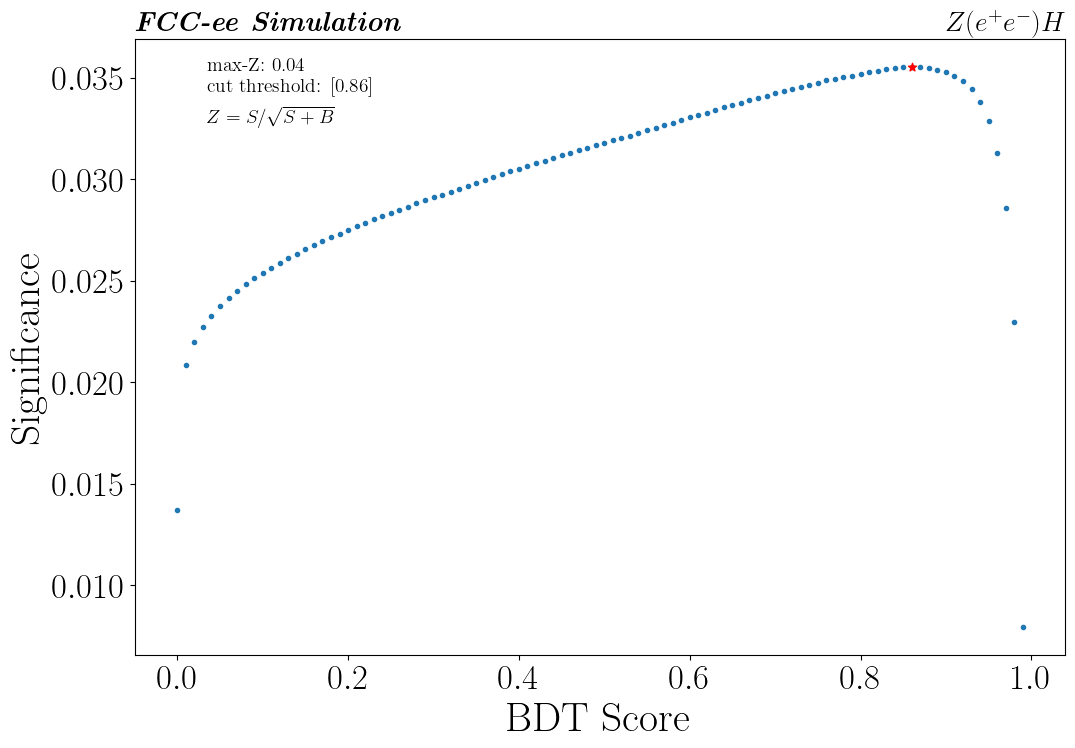 FCC-ee Simulation
Z(e⁺e⁻)H
max-Z: 0.04
cut threshold: [0.86]
Z = S/√S + B
0.035
0.030
0.025
0.020
0.015
0.010
Significance
0.0 0.2 0.4 0.6 0.8 1.0
BDT Score